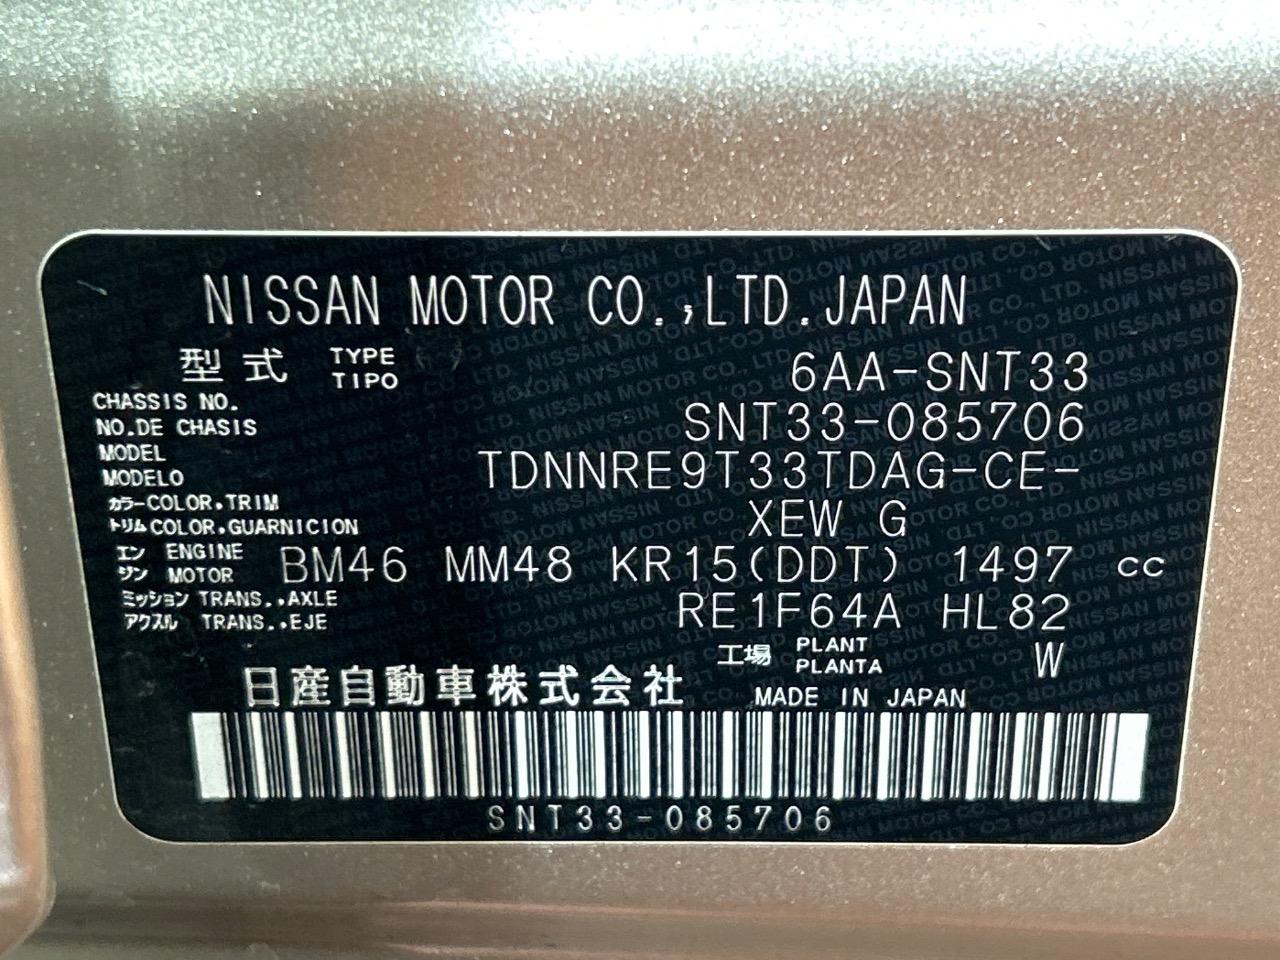 NISSAN MOTOR CO.,LTD.JAPAN
型式 TYPE TIPO 6AA-SNT33
CHASSIS NO.
NO.DE CHASIS SNT33-085706
MODEL
MODELO TDNNRE9T33TDAG-CE-
カラー COLOR.TRIM
トリム COLOR.GUARNICION XEW G
エンジン ENGINE MOTOR BM46 MM48 KR15(DDT) 1497 cc
ミッション TRANS..AXLE
アクスル TRANS..EJE RE1F64A HL82
工場 PLANT PLANTA W
日産自動車株式会社 MADE IN JAPAN
SNT33-085706